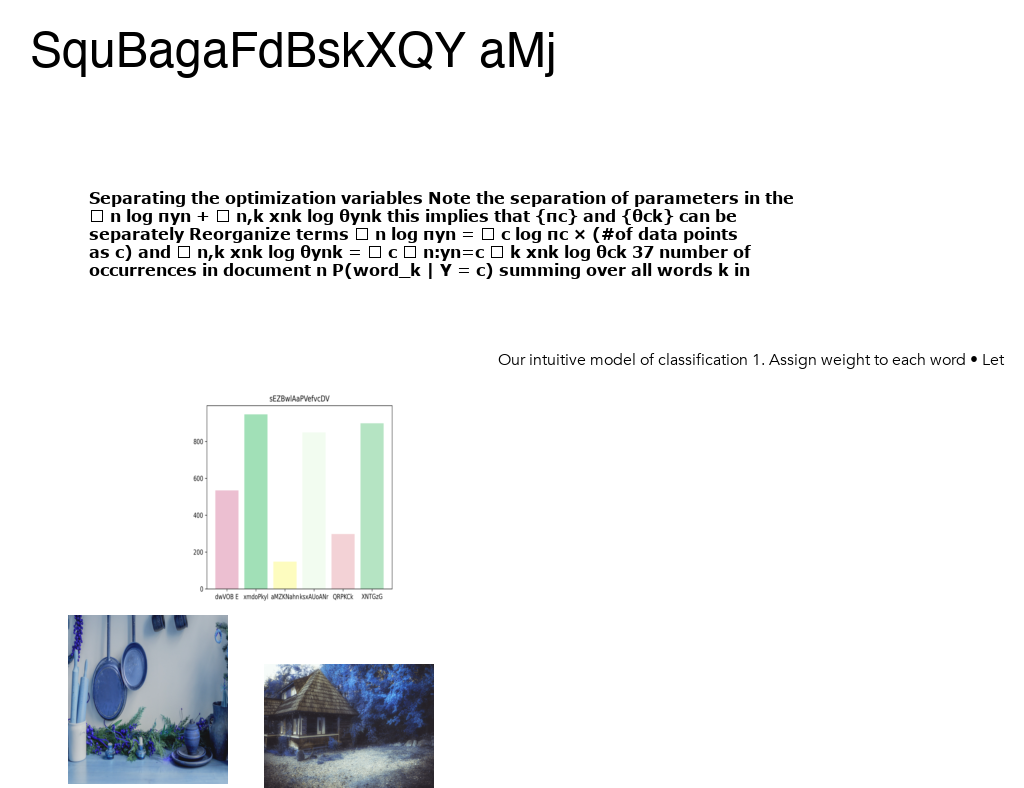 SquBagaFdBskXQY aMj
Separating the optimization variables Note the separation of parameters in the
□ n log πyn + □ n,k xnk log θynk this implies that {πc} and {θck} can be
separately Reorganize terms □ n log πyn = □ c log πc × (#of data points
as c) and □ n,k xnk log θynk = □ c □ n:yn=c □ k xnk log θck 37 number of
occurrences in document n P(word_k | Y = c) summing over all words k in
Our intuitive model of classification 1. Assign weight to each word • Let
sEZBwlAaPVefvcDV
800
600
400
200
0
dwVOB E xmdoPkyl aMZKNahn ksxAUoANr QRPKCk XNTGzG